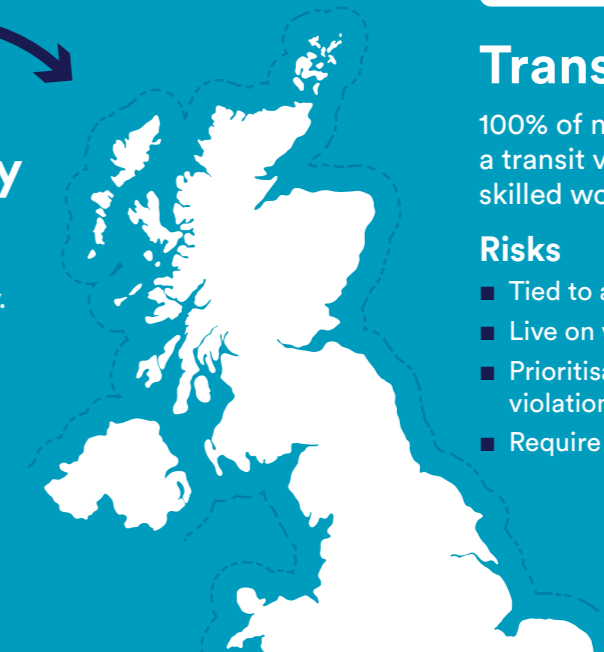 y
.
Trans
100% of n
a transit v
skilled wo
Risks
Tied to a
Live on v
Prioritisa
violation
Require